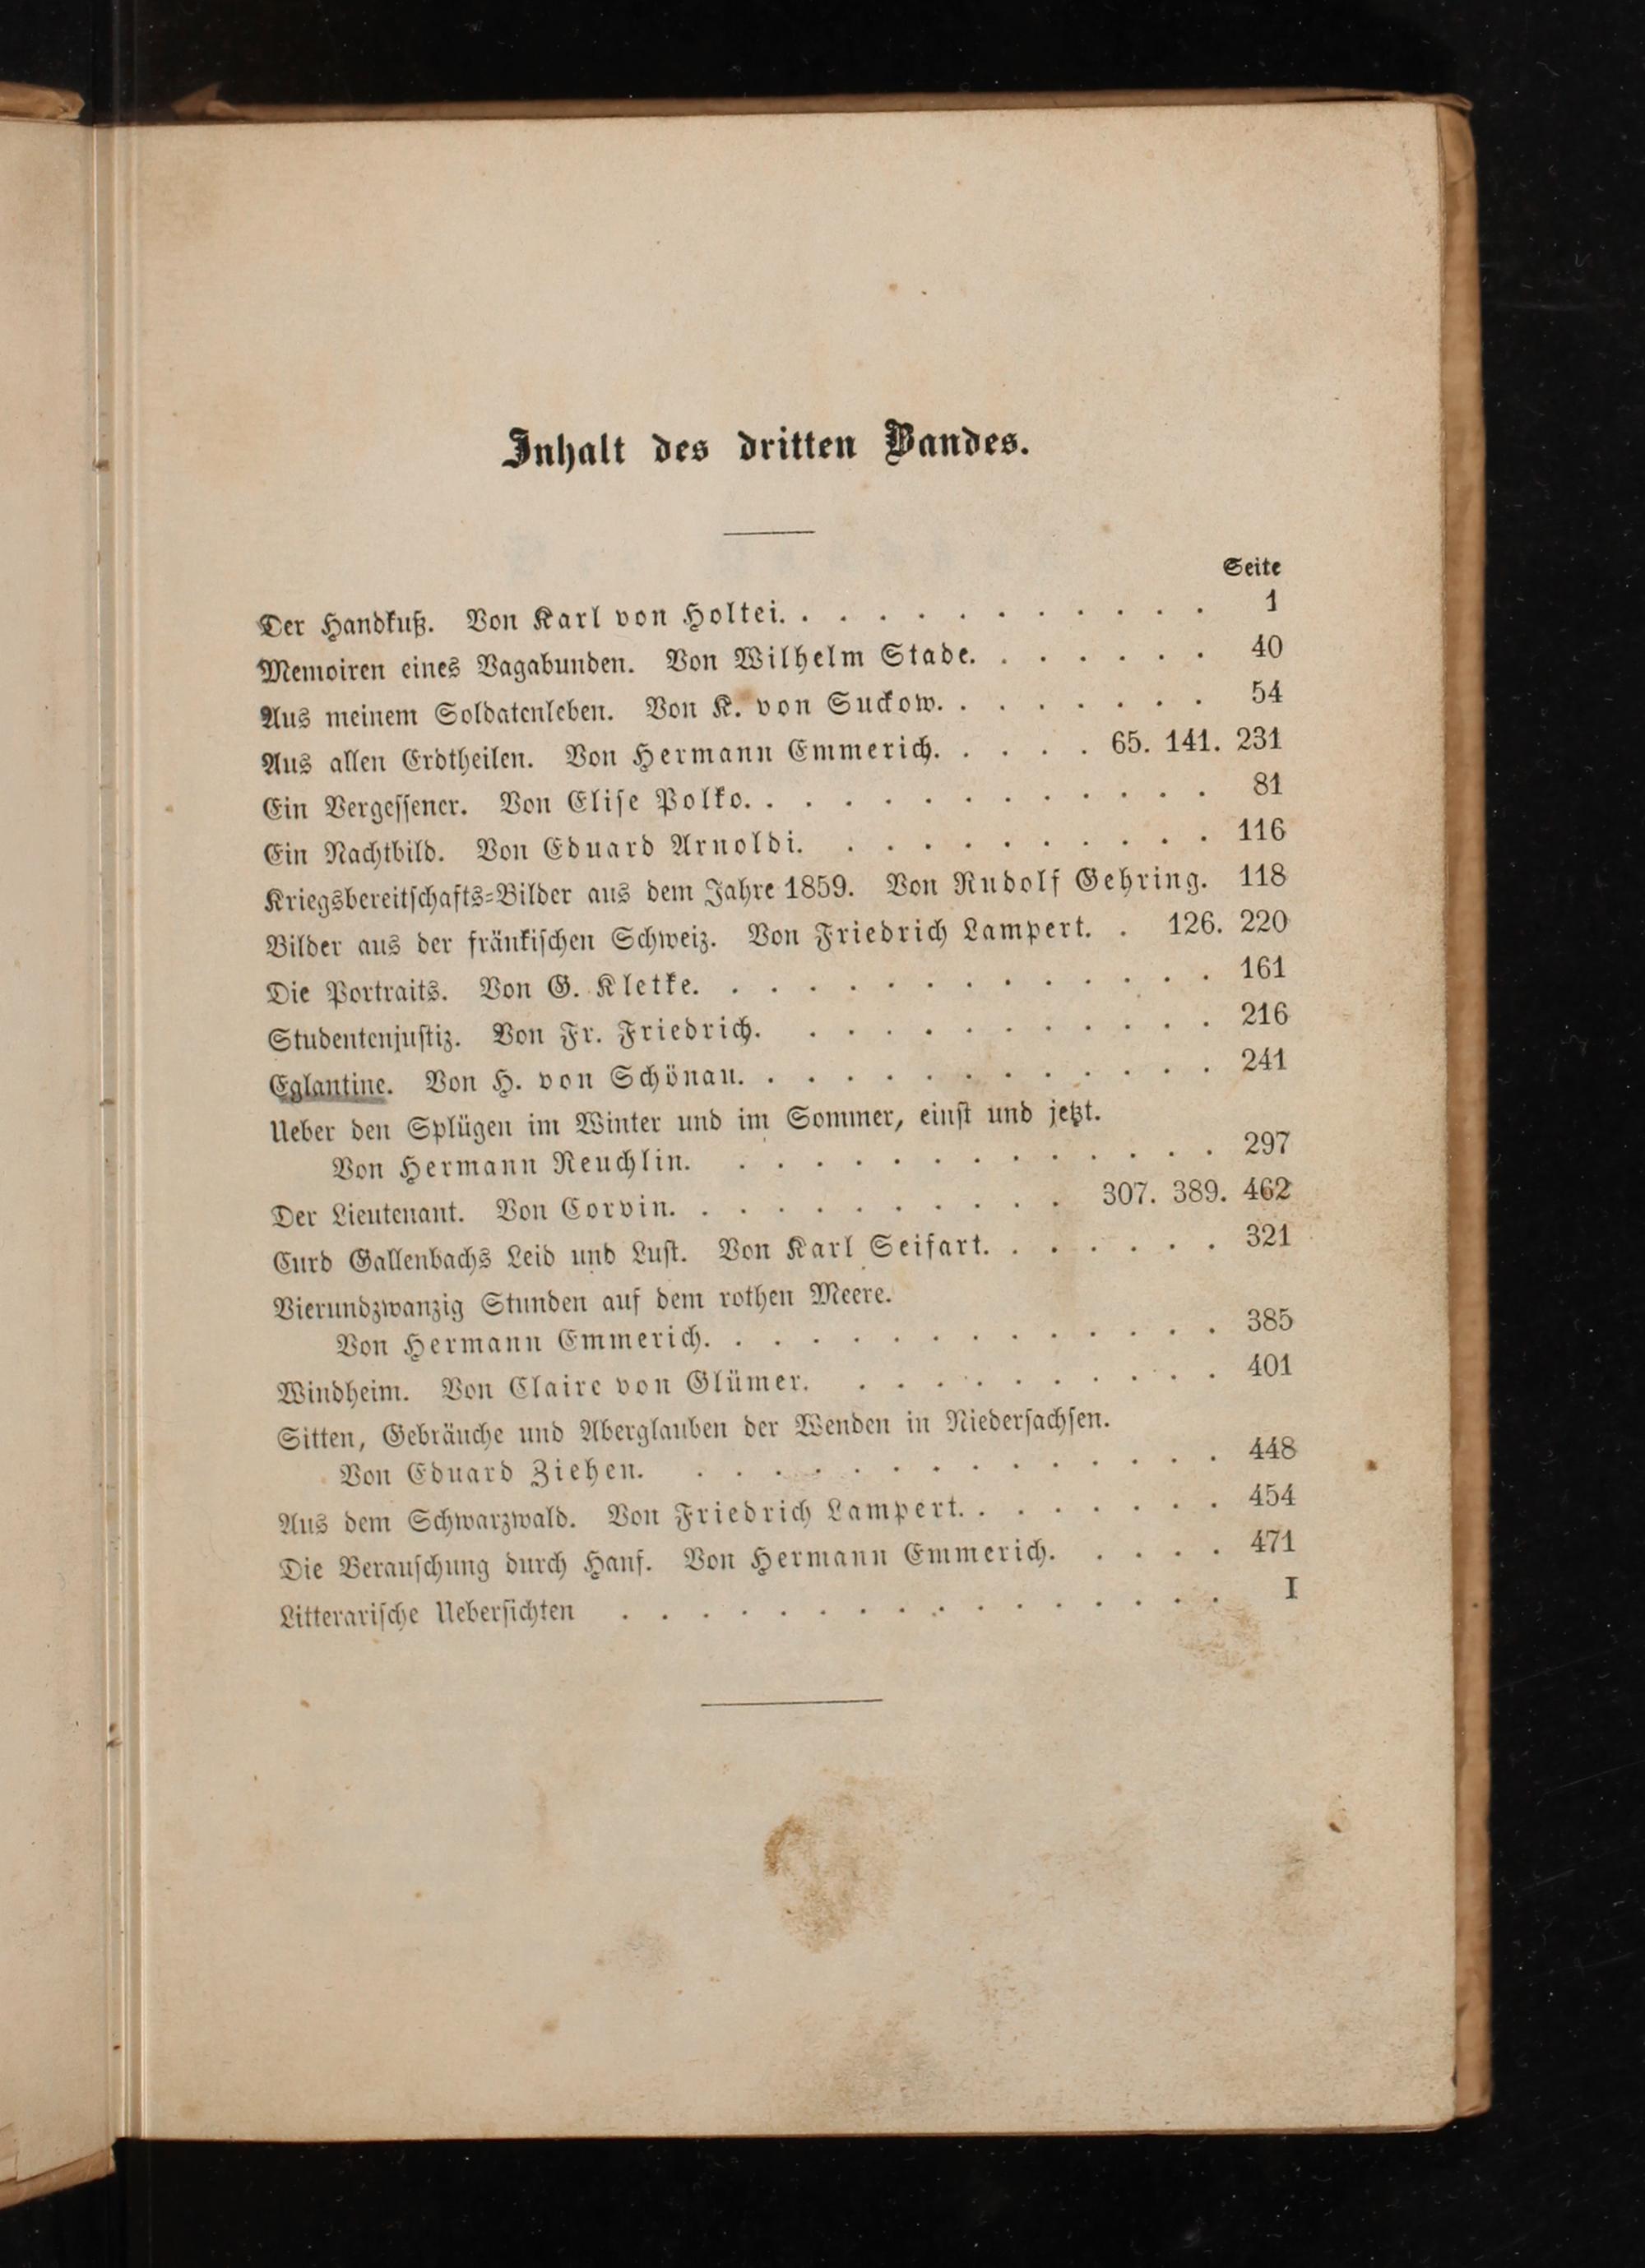 Inhalt des dritten Bandes.
Seite
Der Handkuß. Von Karl von Holtei. . . . . . . . . . . . 1
Memoiren eines Vagabunden. Von Wilhelm Stade. . . . . . . 40
Aus meinem Soldatenleben. Von K. von Suckow. . . . . . . . 54
Aus allen Erdtheilen. Von Hermann Emmerich. . . . . 65. 141. 231
Ein Vergessener. Von Elise Polko. . . . . . . . . . . . . 81
Ein Nachtbild. Von Eduard Arnoldi. . . . . . . . . . . 116
Kriegsbereitschafts=Bilder aus dem Jahre 1859. Von Rudolf Gehring. 118
Bilder aus der fränkischen Schweiz. Von Friedrich Lampert. . 126. 220
Die Portraits. Von G. Kletke. . . . . . . . . . . . . . 161
Studentenjustiz. Von Fr. Friedrich. . . . . . . . . . . . 216
Eglantine. Von H. von Schönau. . . . . . . . . . . . . 241
Ueber den Splügen im Winter und im Sommer, einst und jetzt.
Von Hermann Reuchlin. . . . . . . . . . . . . . 297
Der Lieutenant. Von Corvin. . . . . . . . . . . 307. 389. 462
Curd Gallenbachs Leid und Lust. Von Karl Seifart. . . . . . . 321
Vierundzwanzig Stunden auf dem rothen Meere.
Von Hermann Emmerich. . . . . . . . . . . . . . 385
Windheim. Von Claire von Glümer. . . . . . . . . . . 401
Sitten, Gebräuche und Aberglauben der Wenden in Niedersachsen.
Von Eduard Ziehen. . . . . . . . . . . . . . . 448
Aus dem Schwarzwald. Von Friedrich Lampert. . . . . . . . 454
Die Berauschung durch Hanf. Von Hermann Emmerich. . . . . 471
Litterarische Uebersichten . . . . . . . . . . . . . . . . I